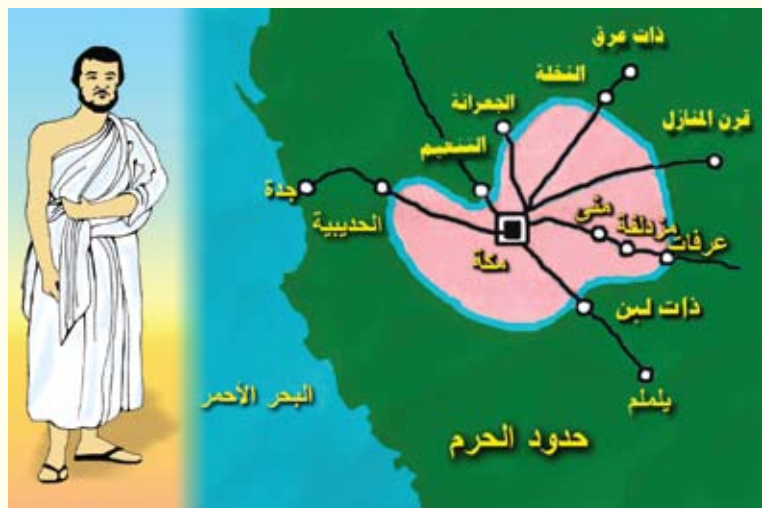 ذات عرق
النخلة
الجعرانة
قرن المنازل
التنعيم
جدة
الحديبية
منى
مزدلفة
عرفات
مكة
ذات لبن
يلملم
البحر الأحمر
حدود الحرم